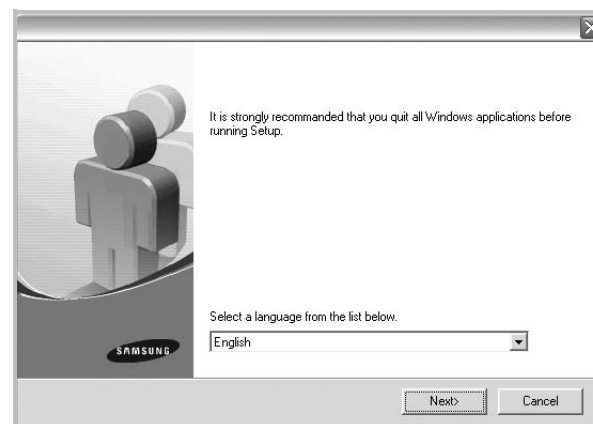 It is strongly recommanded that you quit all Windows applications before
running Setup.
Select a language from the list below.
English
SAMSUNG
Next>
Cancel